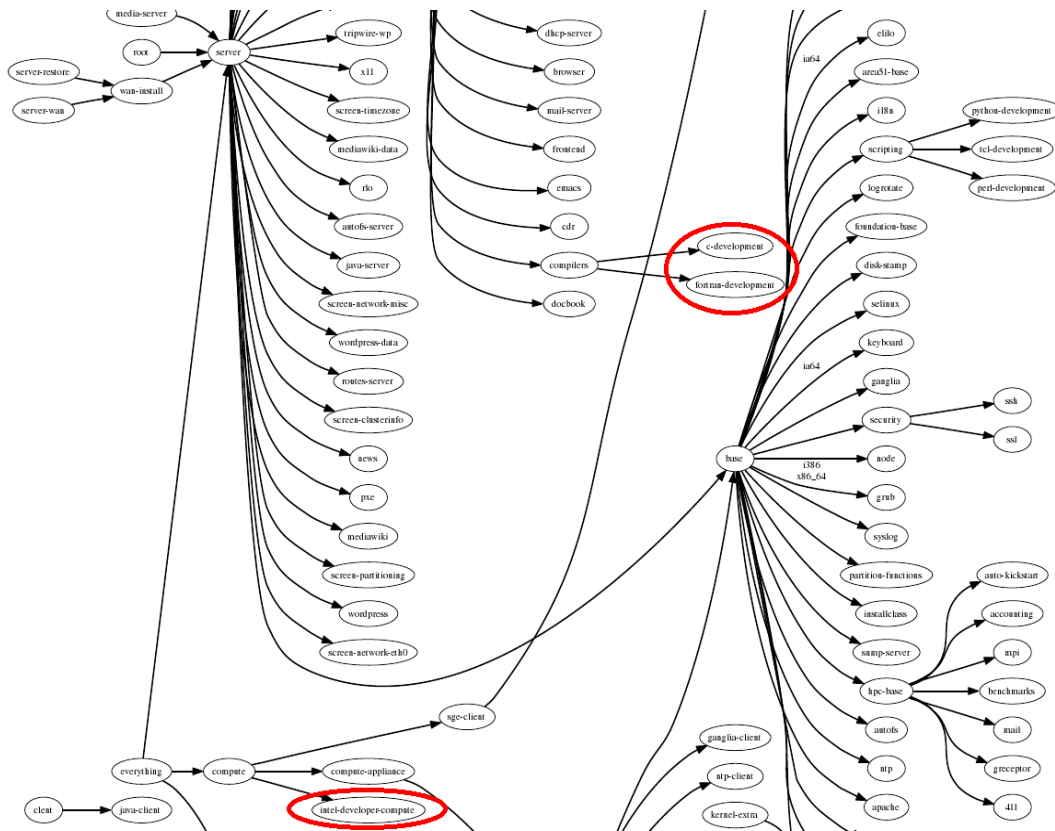 media-server
root
server
server-restore
wan-install
server-wan
tripwire-wp
x11
screen-timezone
mediawiki-data
rlo
autofs-server
java-server
screen-network-misc
wordpress-data
routes-server
screen-clusterinfo
news
pxe
mediawiki
screen-partitioning
wordpress
screen-network-eth0
dhcp-server
browser
mail-server
frontend
emacs
cdr
compilers
docbook
c-development
fortran-development
elilo
ia64
area51-base
i18n
scripting
python-development
tcl-development
perl-development
logrotate
foundation-base
disk-stamp
selinux
keyboard
ia64
ganglia
security
ssh
ssl
base
node
i386
x86_64
grub
syslog
partition-functions
installclass
snmp-server
hpc-base
auto-kickstart
accounting
mpi
benchmarks
mail
greceptor
411
autofs
ntp
apache
sge-client
ganglia-client
ntp-client
kernel-extra
everything
compute
compute-appliance
intel-developer-compute
clent
java-client